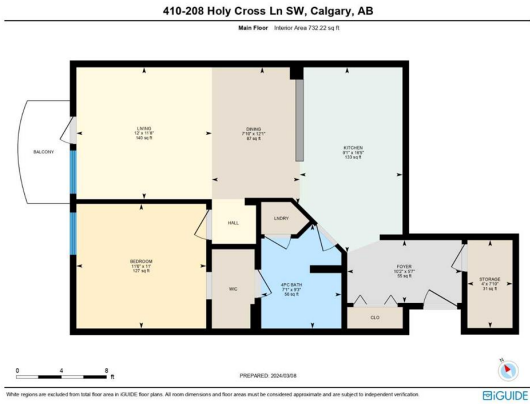 410-208 Holy Cross Ln SW, Calgary, AB
Main Floor Interior Area 732.22 sq ft
LIVING
12' x 11'8"
140 sq ft
DINING
7'10" x 12'1"
87 sq ft
KITCHEN
9'1" x 16'5"
133 sq ft
BALCONY
HALL
LNDRY
BEDROOM
11'5" x 11'
127 sq ft
WIC
4PC BATH
7'1" x 9'3"
56 sq ft
FOYER
10'2" x 5'7"
55 sq ft
STORAGE
4' x 7'10"
31 sq ft
CLO
N
0 4 8
ft
PREPARED: 2024/03/08
White regions are excluded from total floor area in iGUIDE floor plans. All room dimensions and floor areas must be considered approximate and are subject to independent verification.
iGUIDE